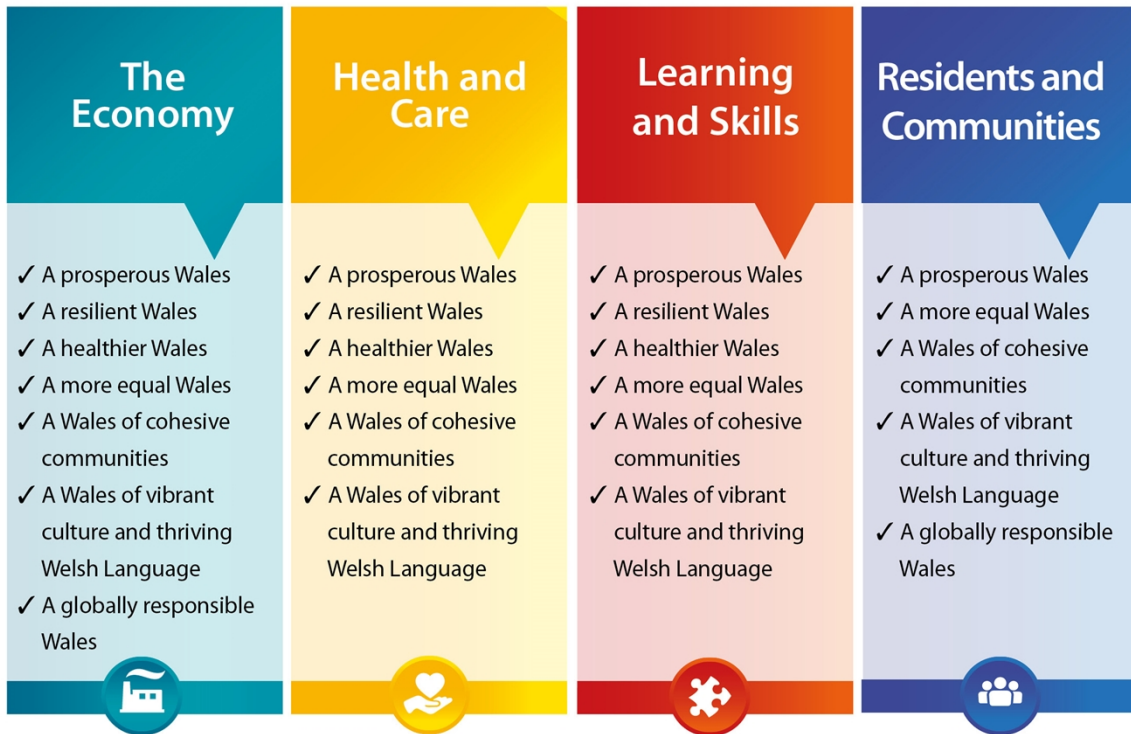 The
Economy
✓ A prosperous Wales
✓ A resilient Wales
✓ A healthier Wales
✓ A more equal Wales
✓ A Wales of cohesive
communities
✓ A Wales of vibrant
culture and thriving
Welsh Language
✓ A globally responsible
Wales
Health and
Care
✓ A prosperous Wales
✓ A resilient Wales
✓ A healthier Wales
✓ A more equal Wales
✓ A Wales of cohesive
communities
✓ A Wales of vibrant
culture and thriving
Welsh Language
Learning
and Skills
✓ A prosperous Wales
✓ A resilient Wales
✓ A healthier Wales
✓ A more equal Wales
✓ A Wales of cohesive
communities
✓ A Wales of vibrant
culture and thriving
Welsh Language
Residents and
Communities
✓ A prosperous Wales
✓ A more equal Wales
✓ A Wales of cohesive
communities
✓ A Wales of vibrant
culture and thriving
Welsh Language
✓ A globally responsible
Wales